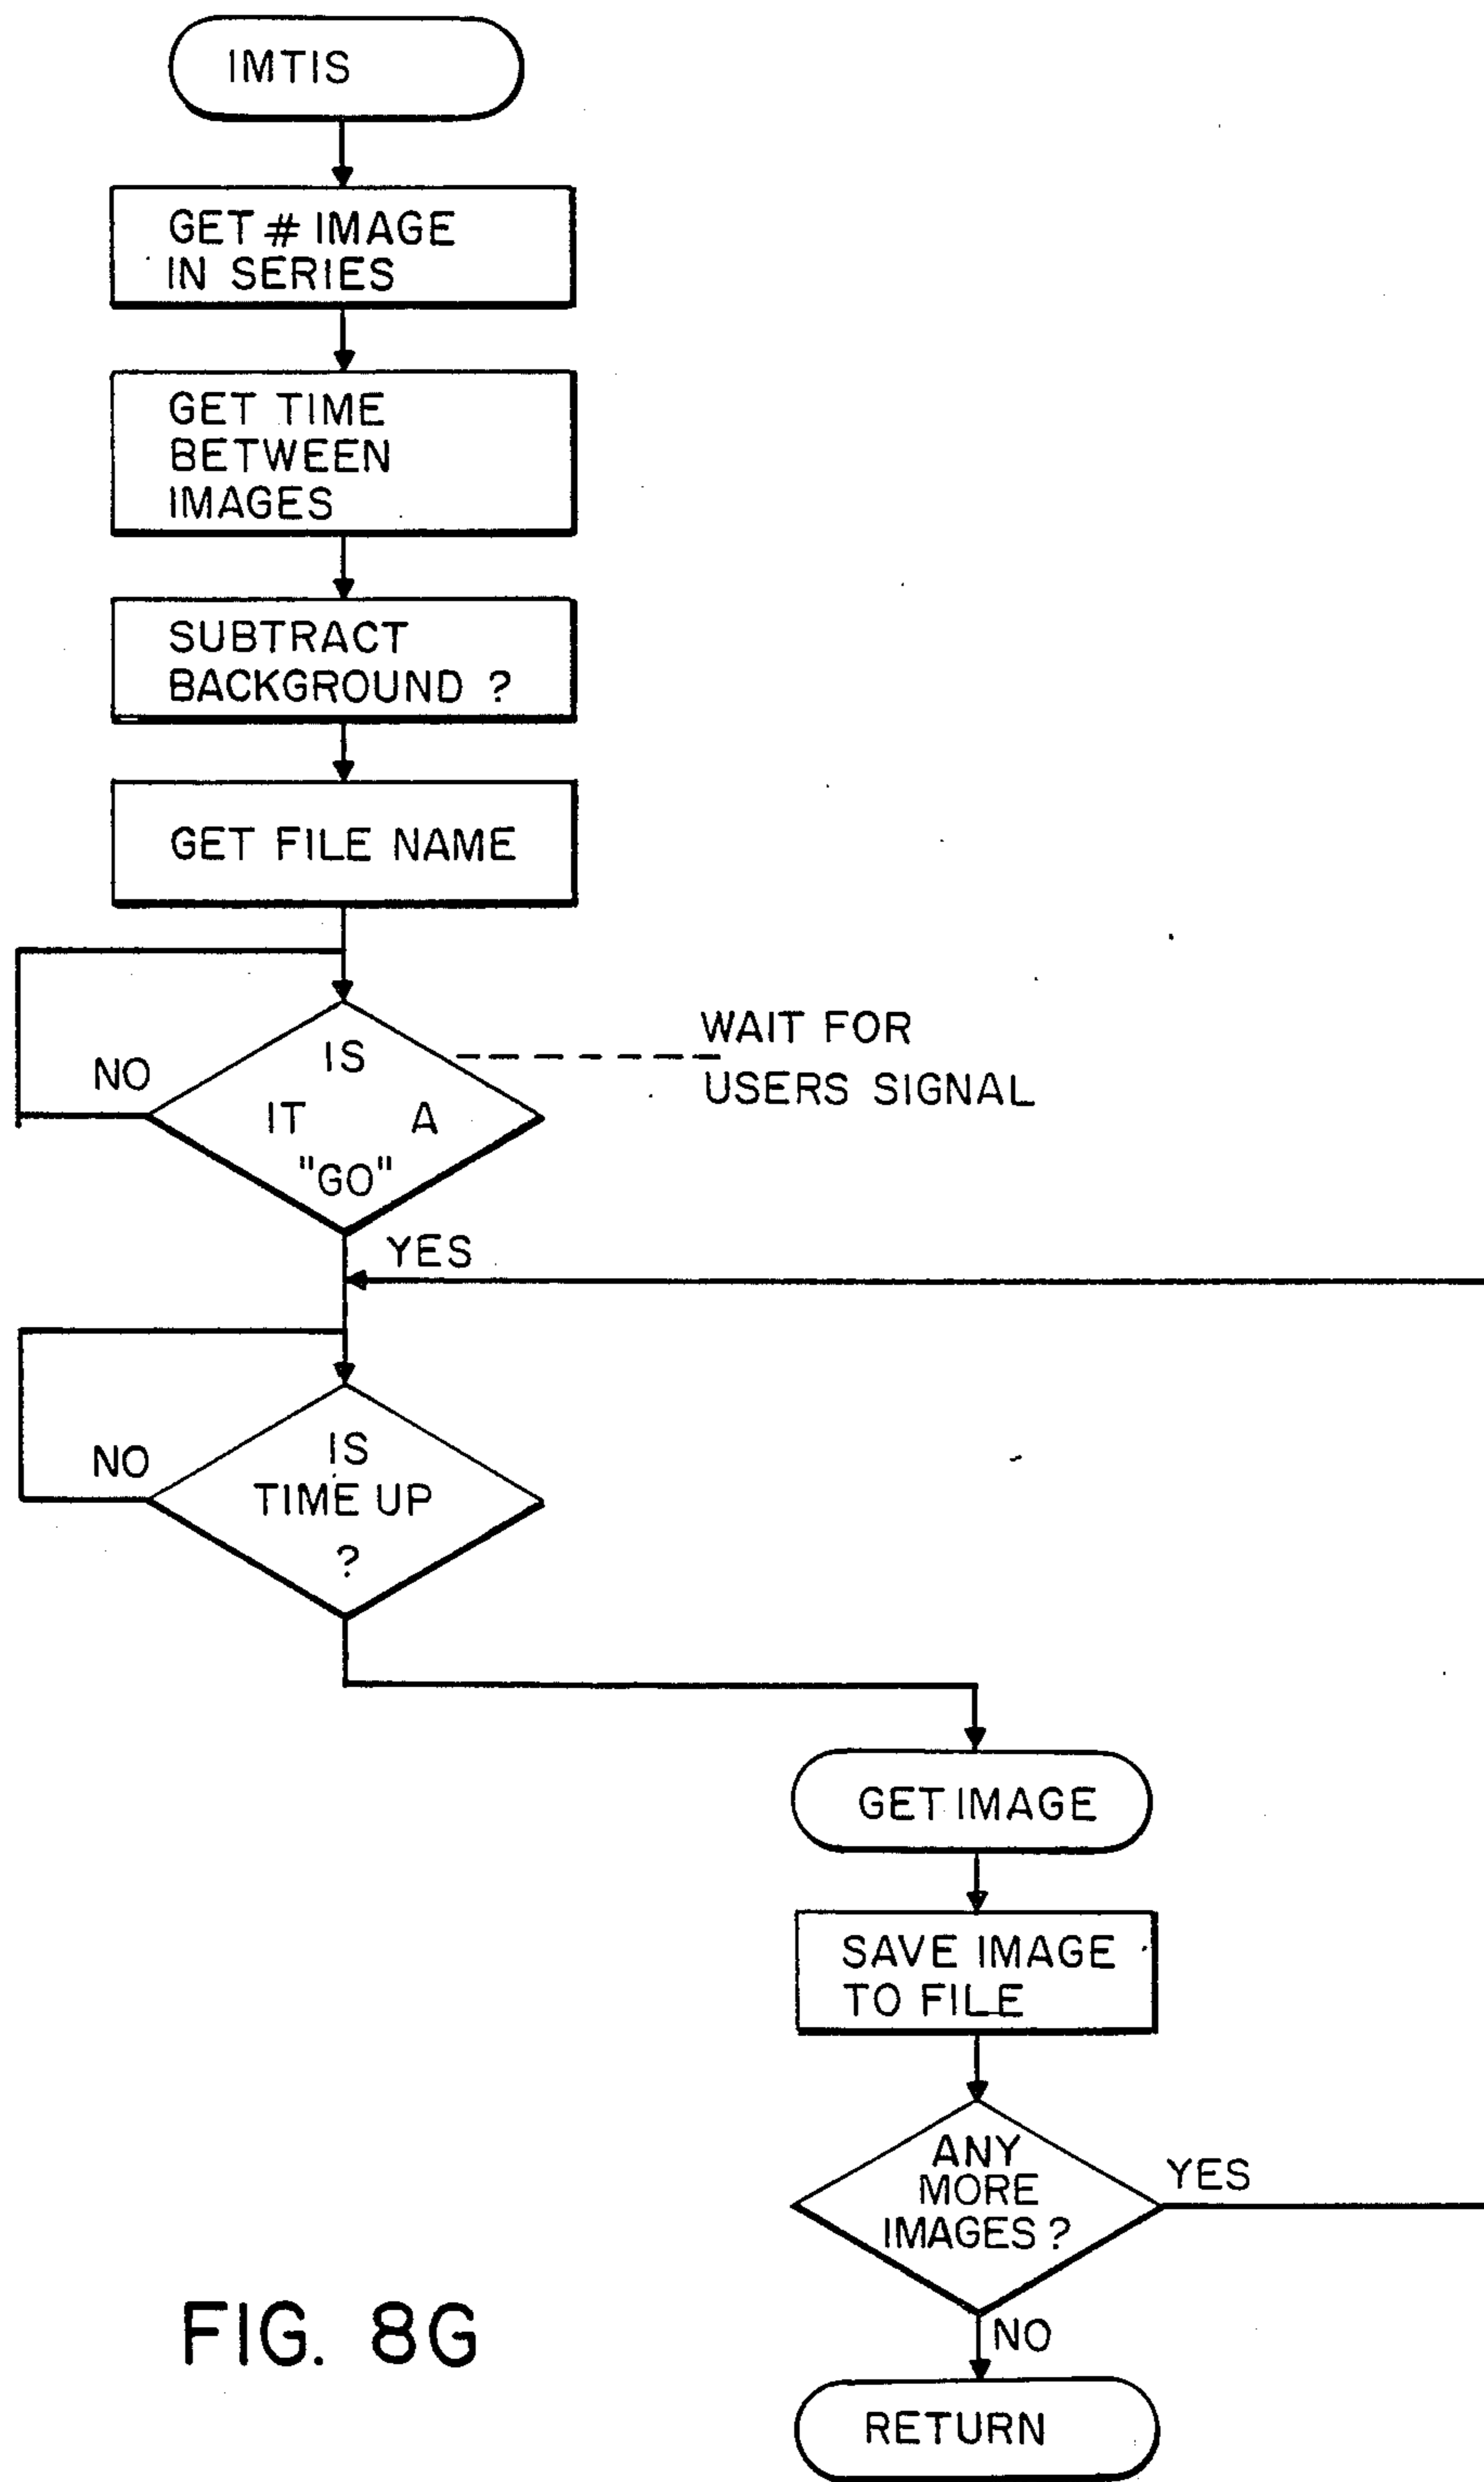 IMTIS
GET # IMAGE
IN SERIES
GET TIME
BETWEEN
IMAGES
SUBTRACT
BACKGROUND ?
GET FILE NAME
IS
IT A
"GO"
NO
WAIT FOR
USERS SIGNAL
YES
IS
TIME UP
?
NO
GET IMAGE
SAVE IMAGE
TO FILE
ANY
MORE
IMAGES ?
YES
NO
RETURN
FIG. 8G